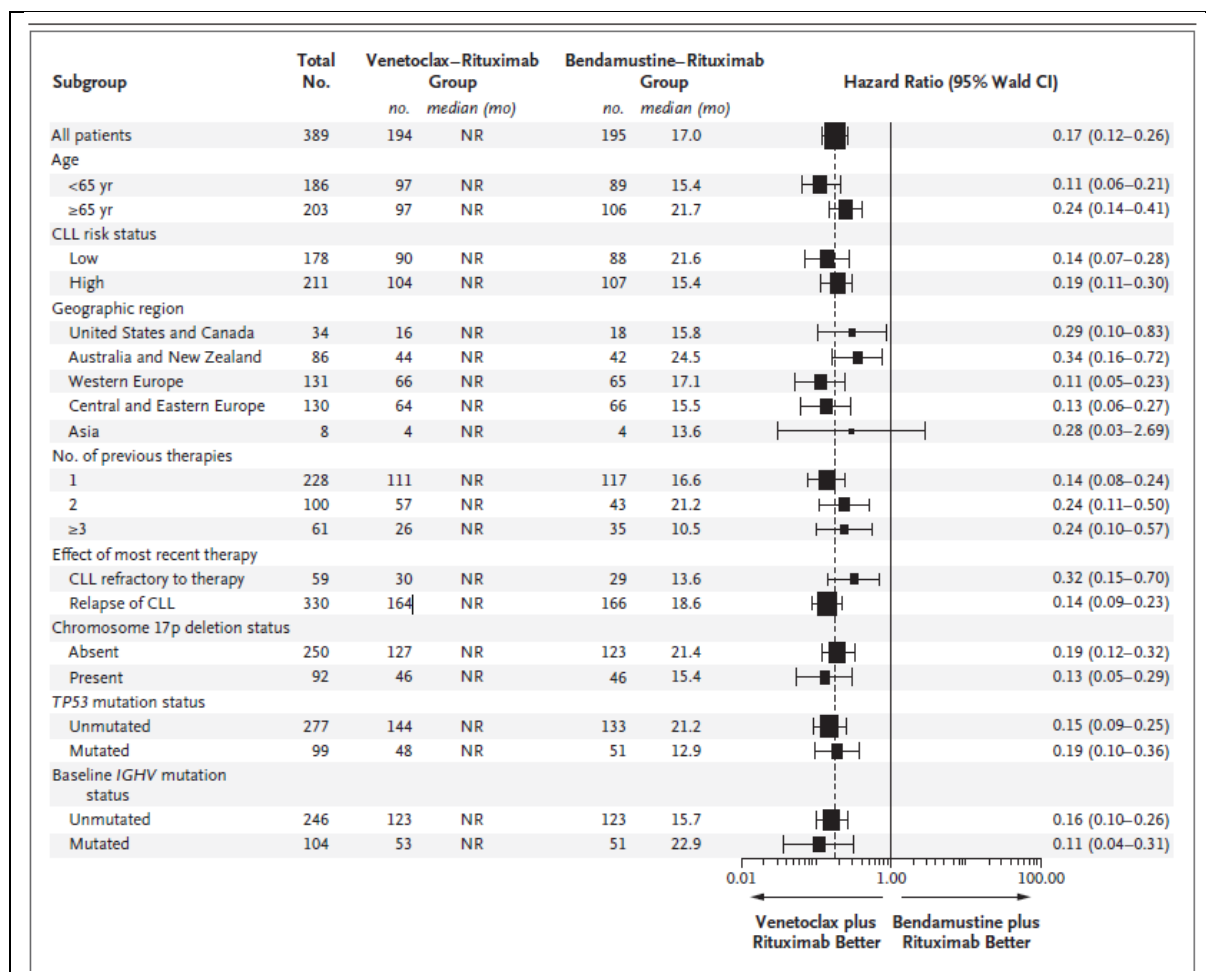 Subgroup Total No. Venetoclax–Rituximab Group Bendamustine–Rituximab Group Hazard Ratio (95% Wald CI)
no. median (mo) no. median (mo)
All patients 389 194 NR 195 17.0 0.17 (0.12–0.26)
Age
<65 yr 186 97 NR 89 15.4 0.11 (0.06–0.21)
≥65 yr 203 97 NR 106 21.7 0.24 (0.14–0.41)
CLL risk status
Low 178 90 NR 88 21.6 0.14 (0.07–0.28)
High 211 104 NR 107 15.4 0.19 (0.11–0.30)
Geographic region
United States and Canada 34 16 NR 18 15.8 0.29 (0.10–0.83)
Australia and New Zealand 86 44 NR 42 24.5 0.34 (0.16–0.72)
Western Europe 131 66 NR 65 17.1 0.11 (0.05–0.23)
Central and Eastern Europe 130 64 NR 66 15.5 0.13 (0.06–0.27)
Asia 8 4 NR 4 13.6 0.28 (0.03–2.69)
No. of previous therapies
1 228 111 NR 117 16.6 0.14 (0.08–0.24)
2 100 57 NR 43 21.2 0.24 (0.11–0.50)
≥3 61 26 NR 35 10.5 0.24 (0.10–0.57)
Effect of most recent therapy
CLL refractory to therapy 59 30 NR 29 13.6 0.32 (0.15–0.70)
Relapse of CLL 330 164 NR 166 18.6 0.14 (0.09–0.23)
Chromosome 17p deletion status
Absent 250 127 NR 123 21.4 0.19 (0.12–0.32)
Present 92 46 NR 46 15.4 0.13 (0.05–0.29)
TP53 mutation status
Unmutated 277 144 NR 133 21.2 0.15 (0.09–0.25)
Mutated 99 48 NR 51 12.9 0.19 (0.10–0.36)
Baseline IGHV mutation
status
Unmutated 246 123 NR 123 15.7 0.16 (0.10–0.26)
Mutated 104 53 NR 51 22.9 0.11 (0.04–0.31)
0.01 1.00 100.00
Venetoclax plus Rituximab Better Bendamustine plus Rituximab Better